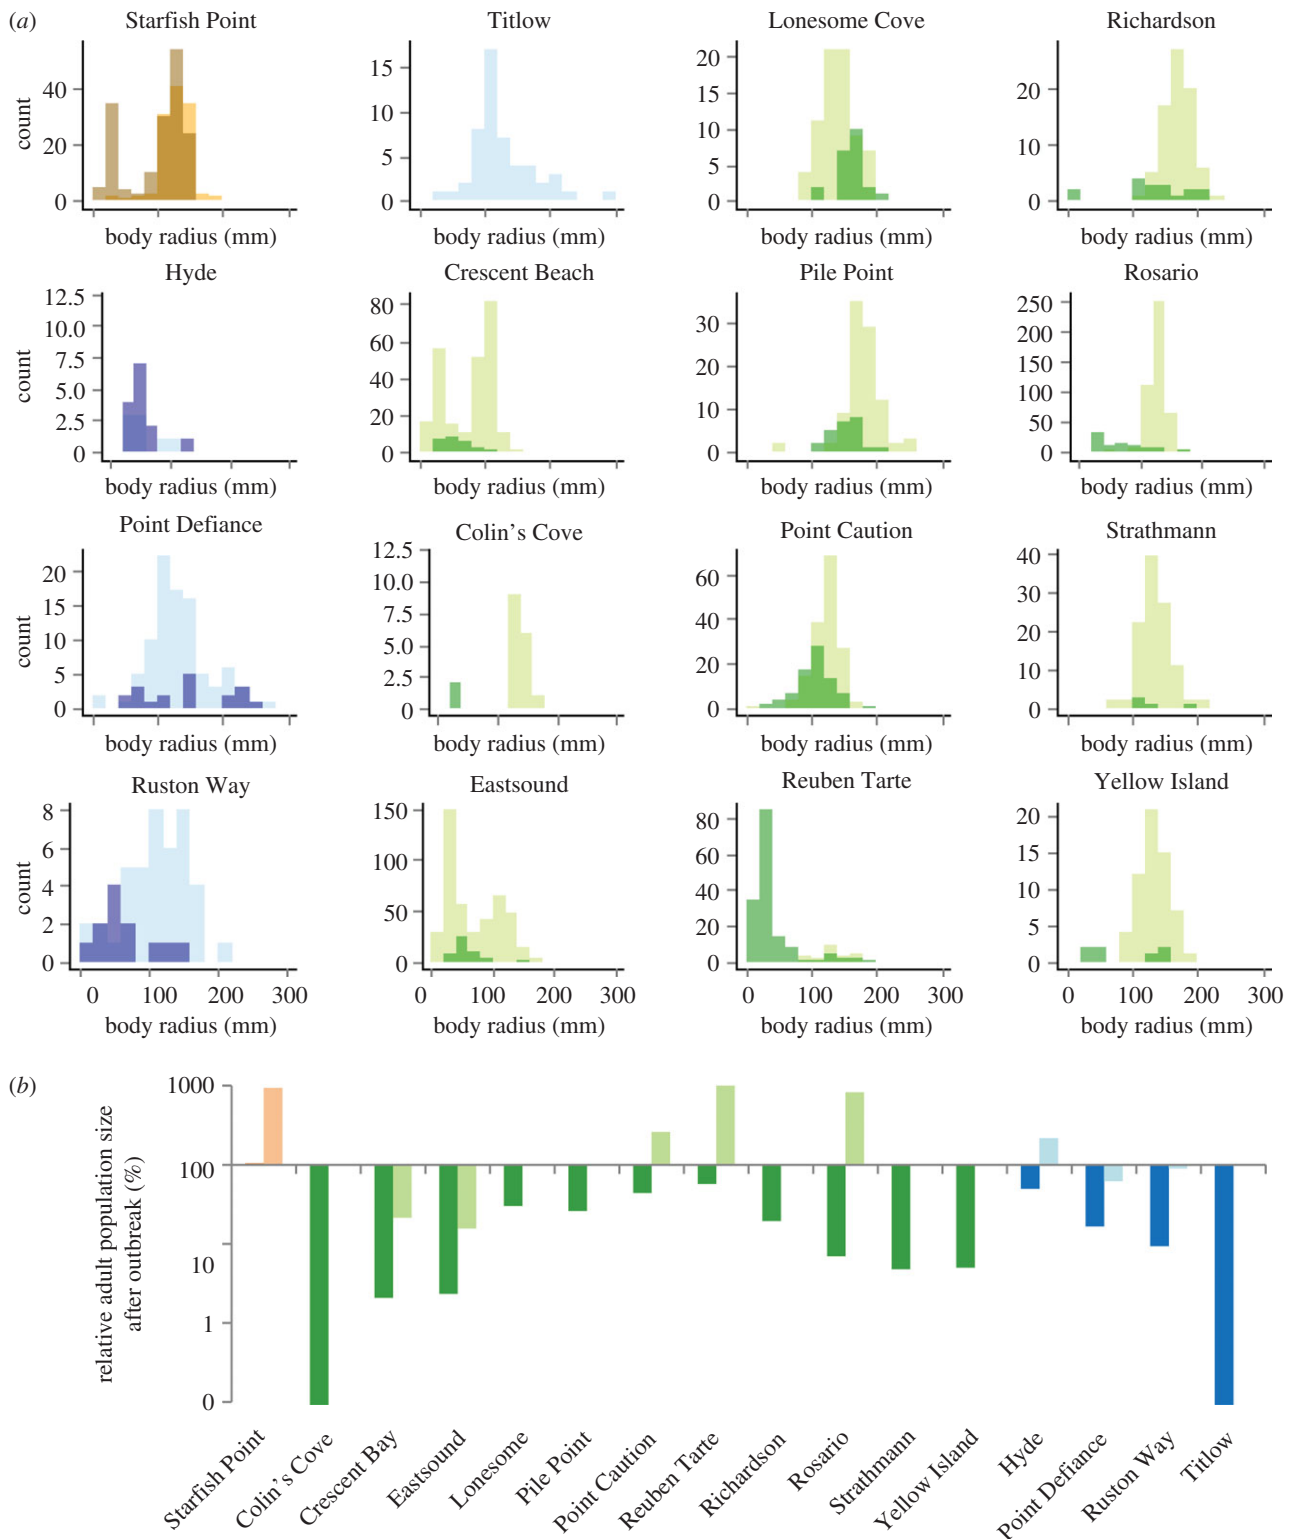 (a)
Starfish Point
Titlow
Lonesome Cove
Richardson
count
40
20
0
15
10
5
0
20
15
10
5
0
20
10
0
body radius (mm)
body radius (mm)
body radius (mm)
body radius (mm)
Hyde
Crescent Beach
Pile Point
Rosario
count
12.5
10.0
7.5
5.0
2.5
0
80
60
40
20
0
30
20
10
0
250
200
150
100
50
0
body radius (mm)
body radius (mm)
body radius (mm)
body radius (mm)
Point Defiance
Colin’s Cove
Point Caution
Strathmann
count
20
15
10
5
0
12.5
10.0
7.5
5.0
2.5
0
60
40
20
0
40
30
20
10
0
body radius (mm)
body radius (mm)
body radius (mm)
body radius (mm)
Ruston Way
Eastsound
Reuben Tarte
Yellow Island
count
8
6
4
2
0
150
100
50
0
80
60
40
20
0
20
15
10
5
0
0 100 200 300
0 100 200 300
0 100 200 300
0 100 200 300
body radius (mm)
body radius (mm)
body radius (mm)
body radius (mm)
(b)
relative adult population size
after outbreak (%)
1000
100
10
1
0
Starfish Point
Colin’s Cove
Crescent Bay
Eastsound
Lonesome
Pile Point
Point Caution
Reuben Tarte
Richardson
Rosario
Strathmann
Yellow Island
Hyde
Point Defiance
Ruston Way
Titlow